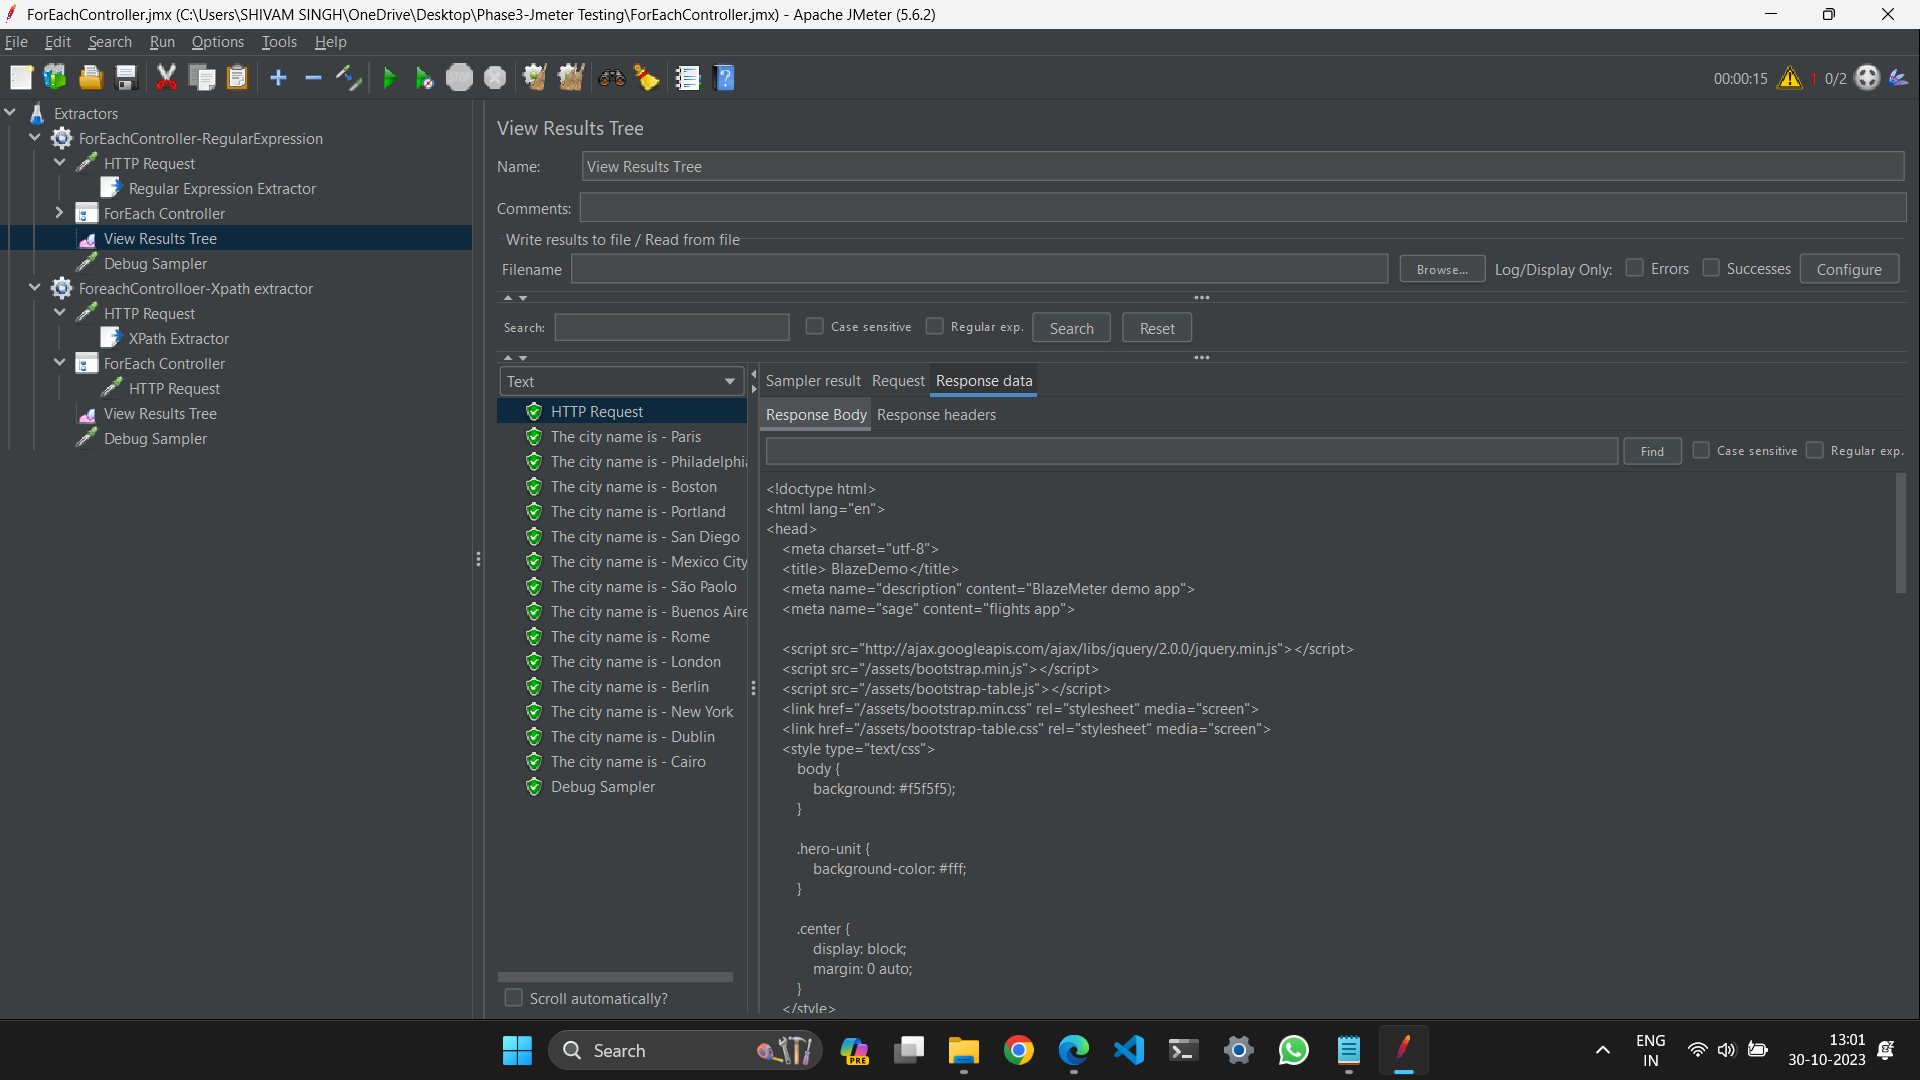 ForEachController.jmx (C:\Users\SHIVAM SINGH\OneDrive\Desktop\Phase3-Jmeter Testing\ForEachController.jmx) - Apache JMeter (5.6.2)
File Edit Search Run Options Tools Help
STOP
00:00:15 1 0/2
Extractors
ForEachController-RegularExpression
HTTP Request
Regular Expression Extractor
ForEach Controller
View Results Tree
Debug Sampler
ForeachControlloer-Xpath extractor
HTTP Request
XPath Extractor
ForEach Controller
HTTP Request
View Results Tree
Debug Sampler
View Results Tree
Name: View Results Tree
Comments:
Write results to file / Read from file
Filename Browse... Log/Display Only: Errors Successes Configure
Search: Case sensitive Regular exp. Search Reset
Text
HTTP Request
The city name is - Paris
The city name is - Philadelphi
The city name is - Boston
The city name is - Portland
The city name is - San Diego
The city name is - Mexico City
The city name is - São Paolo
The city name is - Buenos Aire
The city name is - Rome
The city name is - London
The city name is - Berlin
The city name is - New York
The city name is - Dublin
The city name is - Cairo
Debug Sampler
Scroll automatically?
Sampler result Request Response data
Response Body Response headers
Find Case sensitive Regular exp.
<!doctype html>
<html lang="en">
<head>
<meta charset="utf-8">
<title> BlazeDemo</title>
<meta name="description" content="BlazeMeter demo app">
<meta name="sage" content="flights app">
<script src="http://ajax.googleapis.com/ajax/libs/jquery/2.0.0/jquery.min.js"></script>
<script src="/assets/bootstrap.min.js"></script>
<script src="/assets/bootstrap-table.js"></script>
<link href="/assets/bootstrap.min.css" rel="stylesheet" media="screen">
<link href="/assets/bootstrap-table.css" rel="stylesheet" media="screen">
<style type="text/css">
body {
background: #f5f5f5);
}
.hero-unit {
background-color: #fff;
}
.center {
display: block;
margin: 0 auto;
}
</style>
Search
PRE
ENG
IN
13:01
30-10-2023